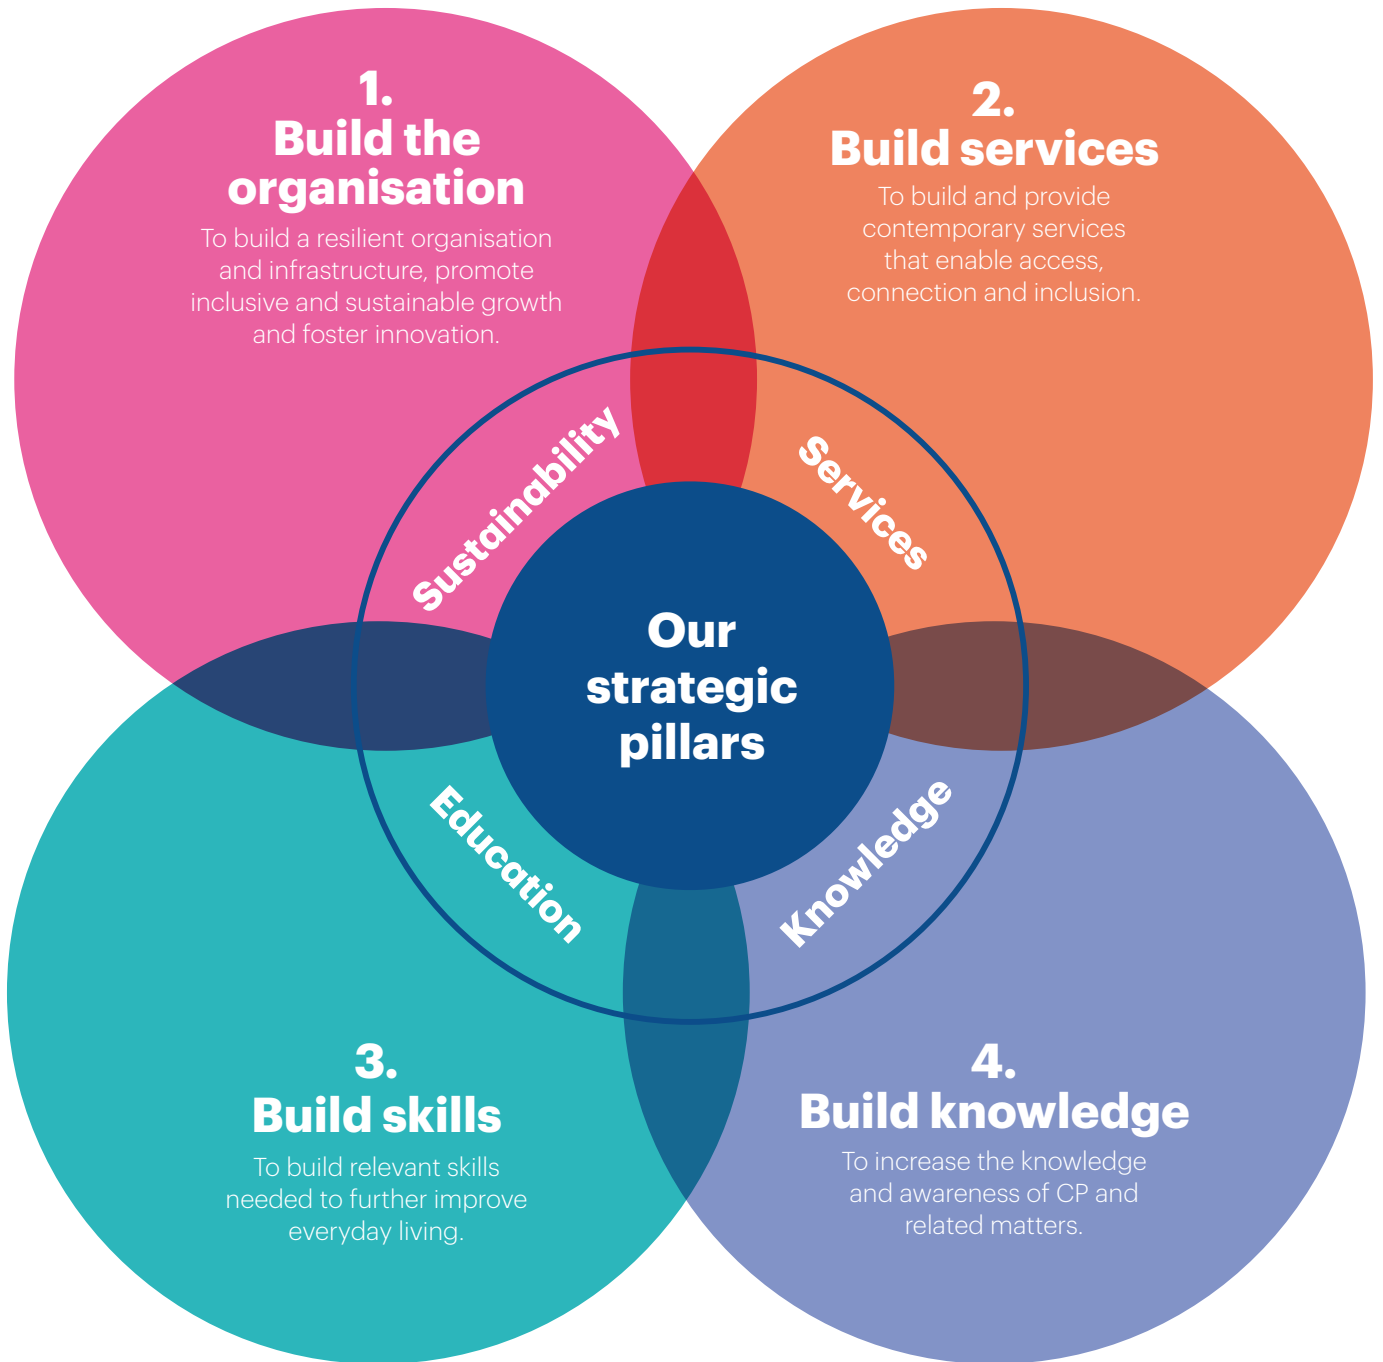 1.
Build the
organisation
To build a resilient organisation
and infrastructure, promote
inclusive and sustainable growth
and foster innovation.
2.
Build services
To build and provide
contemporary services
that enable access,
connection and inclusion.
Sustainability
Services
Our
strategic
pillars
Education
Knowledge
3.
Build skills
To build relevant skills
needed to further improve
everyday living.
4.
Build knowledge
To increase the knowledge
and awareness of CP and
related matters.